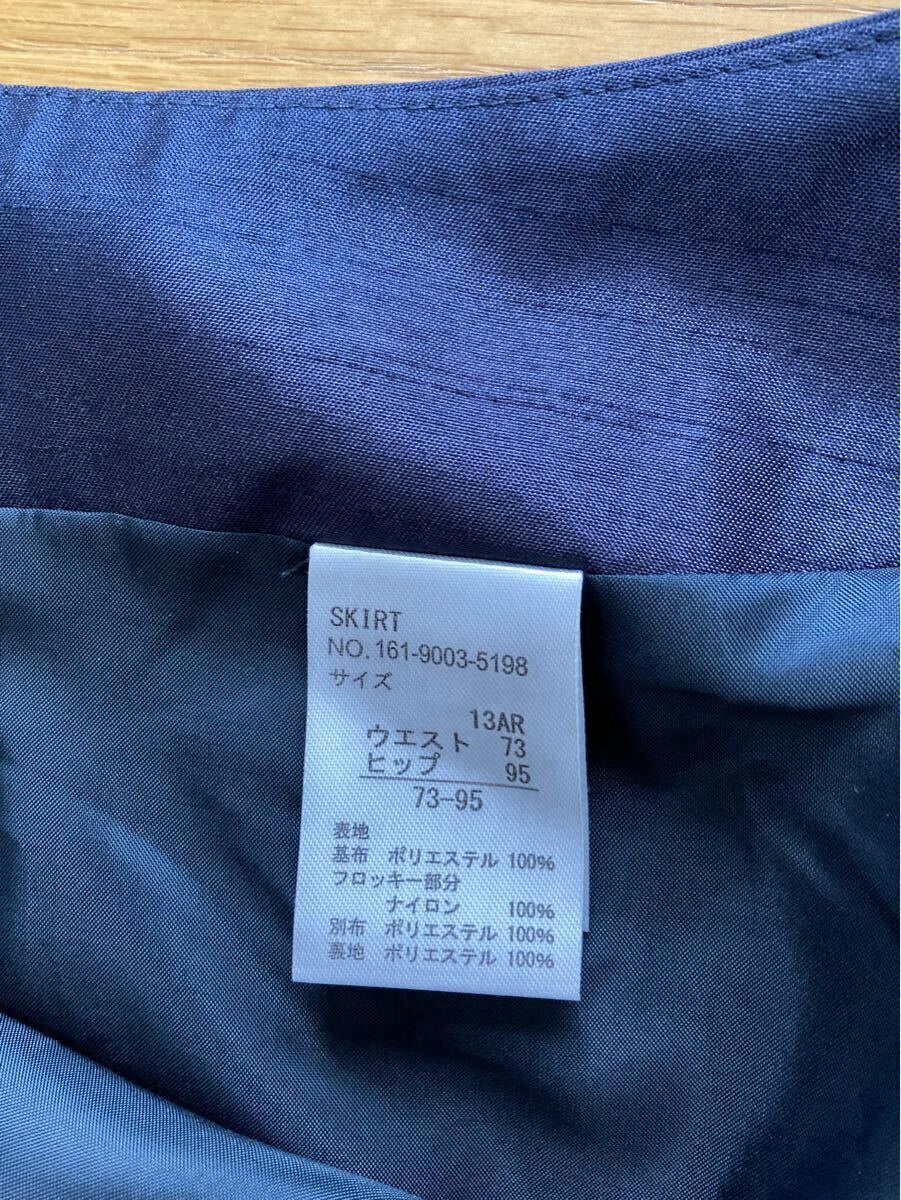 SKIRT
NO. 161-9003-5198
サイズ
13AR
ウエスト 73
ヒップ 95
73-95
表地
基布 ポリエステル 100%
フロッキー部分
ナイロン 100%
別布 ポリエステル 100%
裏地 ポリエステル 100%